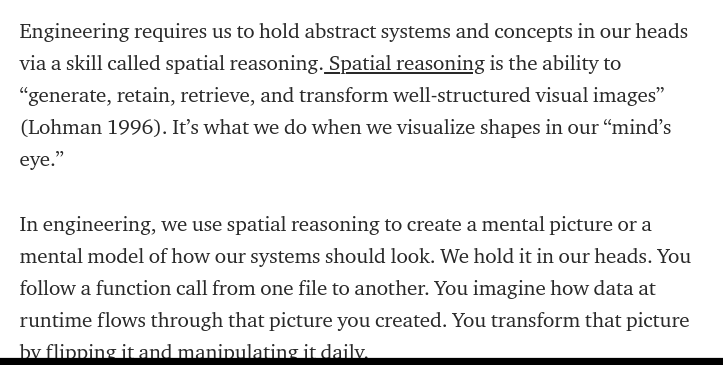 Engineering requires us to hold abstract systems and concepts in our heads
via a skill called spatial reasoning. Spatial reasoning is the ability to
“generate, retain, retrieve, and transform well-structured visual images”
(Lohman 1996). It’s what we do when we visualize shapes in our “mind’s
eye.”
In engineering, we use spatial reasoning to create a mental picture or a
mental model of how our systems should look. We hold it in our heads. You
follow a function call from one file to another. You imagine how data at
runtime flows through that picture you created. You transform that picture
by flipping it and manipulating it daily.